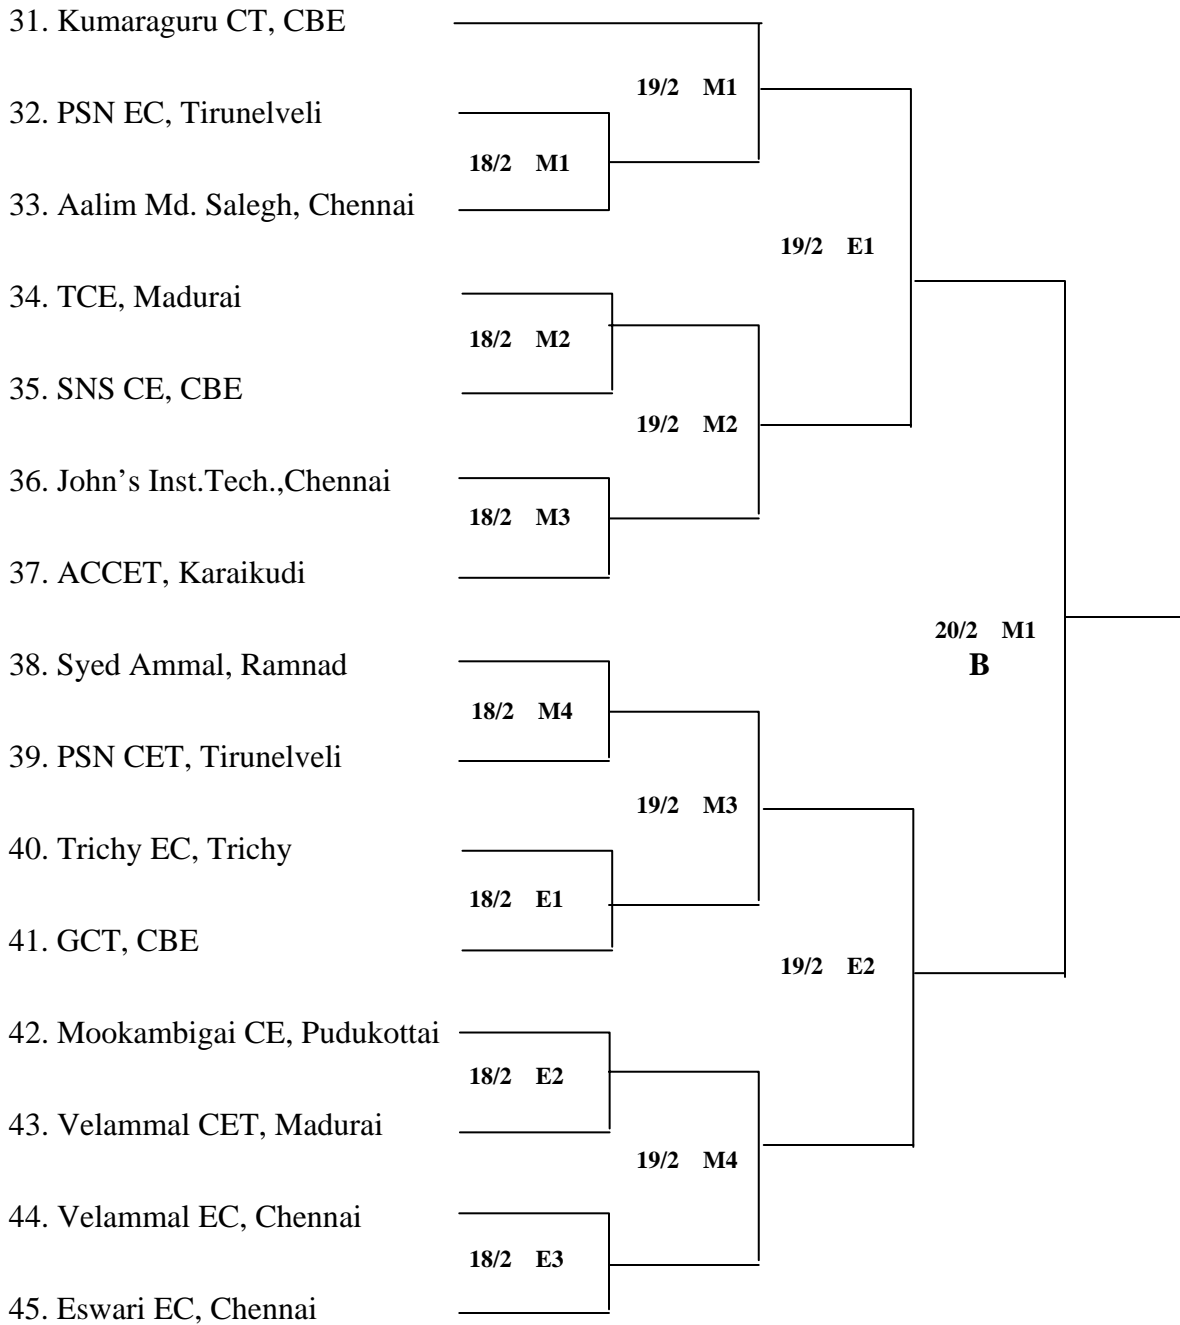 31. Kumaraguru CT, CBE
19/2 M1
32. PSN EC, Tirunelveli
18/2 M1
33. Aalim Md. Salegh, Chennai
19/2 E1
34. TCE, Madurai
18/2 M2
35. SNS CE, CBE
19/2 M2
36. John’s Inst.Tech.,Chennai
18/2 M3
37. ACCET, Karaikudi
20/2 M1
B
38. Syed Ammal, Ramnad
18/2 M4
39. PSN CET, Tirunelveli
19/2 M3
40. Trichy EC, Trichy
18/2 E1
41. GCT, CBE
19/2 E2
42. Mookambigai CE, Pudukottai
18/2 E2
43. Velammal CET, Madurai
19/2 M4
44. Velammal EC, Chennai
18/2 E3
45. Eswari EC, Chennai